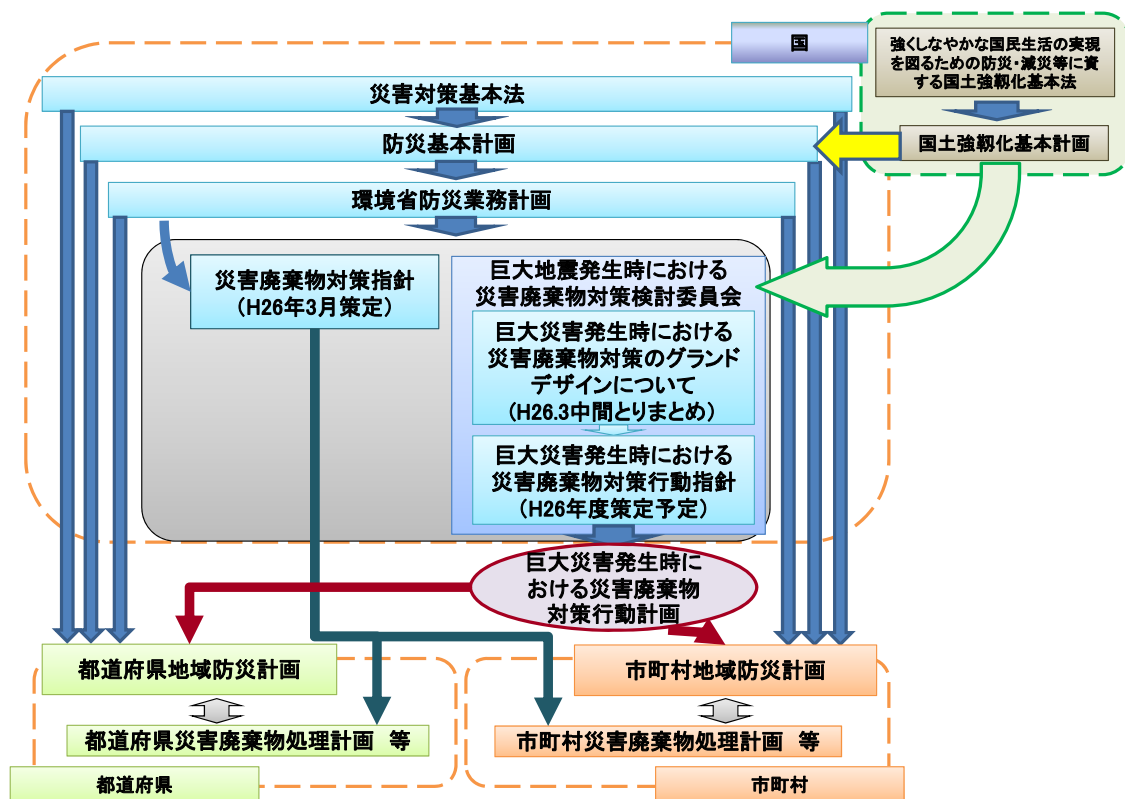 国
強くしなやかな国民生活の実現
を図るための防災・減災等に資
する国土強靱化基本法
災害対策基本法
防災基本計画
国土強靱化基本計画
環境省防災業務計画
災害廃棄物対策指針
（H26年3月策定）
巨大地震発生時における
災害廃棄物対策検討委員会
巨大災害発生時における
災害廃棄物対策のグランド
デザインについて
（H26.3中間とりまとめ）
巨大災害発生時における
災害廃棄物対策行動指針
（H26年度策定予定）
巨大災害発生時に
おける災害廃棄物
対策行動計画
都道府県地域防災計画
市町村地域防災計画
都道府県災害廃棄物処理計画　等
市町村災害廃棄物処理計画　等
都道府県
市町村